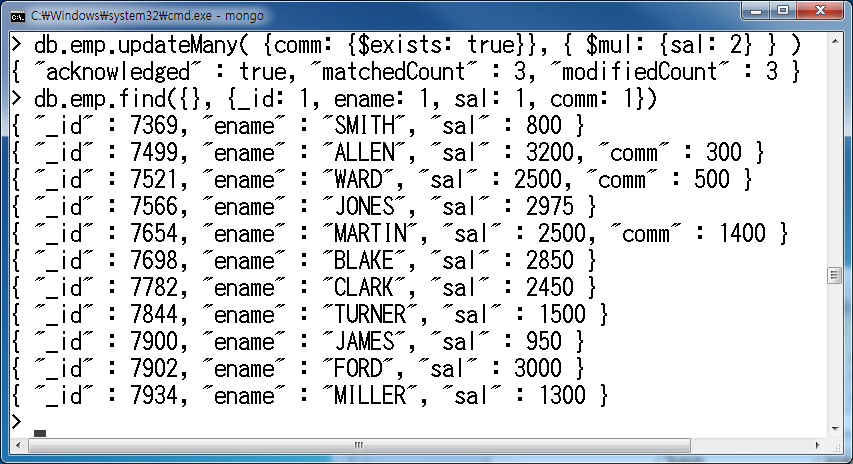 C:\Windows\system32\cmd.exe - mongo
> db.emp.updateMany( {comm: {$exists: true}}, { $mul: {sal: 2} } )
{ "acknowledged" : true, "matchedCount" : 3, "modifiedCount" : 3 }
> db.emp.find({}, {_id: 1, ename: 1, sal: 1, comm: 1})
{ "_id" : 7369, "ename" : "SMITH", "sal" : 800 }
{ "_id" : 7499, "ename" : "ALLEN", "sal" : 3200, "comm" : 300 }
{ "_id" : 7521, "ename" : "WARD", "sal" : 2500, "comm" : 500 }
{ "_id" : 7566, "ename" : "JONES", "sal" : 2975 }
{ "_id" : 7654, "ename" : "MARTIN", "sal" : 2500, "comm" : 1400 }
{ "_id" : 7698, "ename" : "BLAKE", "sal" : 2850 }
{ "_id" : 7782, "ename" : "CLARK", "sal" : 2450 }
{ "_id" : 7844, "ename" : "TURNER", "sal" : 1500 }
{ "_id" : 7900, "ename" : "JAMES", "sal" : 950 }
{ "_id" : 7902, "ename" : "FORD", "sal" : 3000 }
{ "_id" : 7934, "ename" : "MILLER", "sal" : 1300 }
>